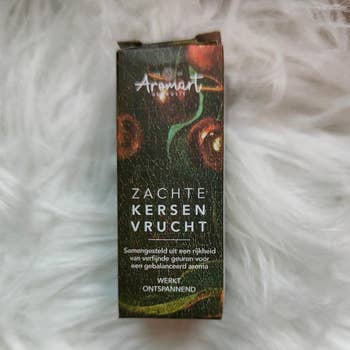 Aromart
ZACHTE
KERSEN
VRUCHT
Samengesteld uit een rijkheid
van verfijnde geuren voor
een gebalanceerd aroma
WERKT
ONTSPANNEND